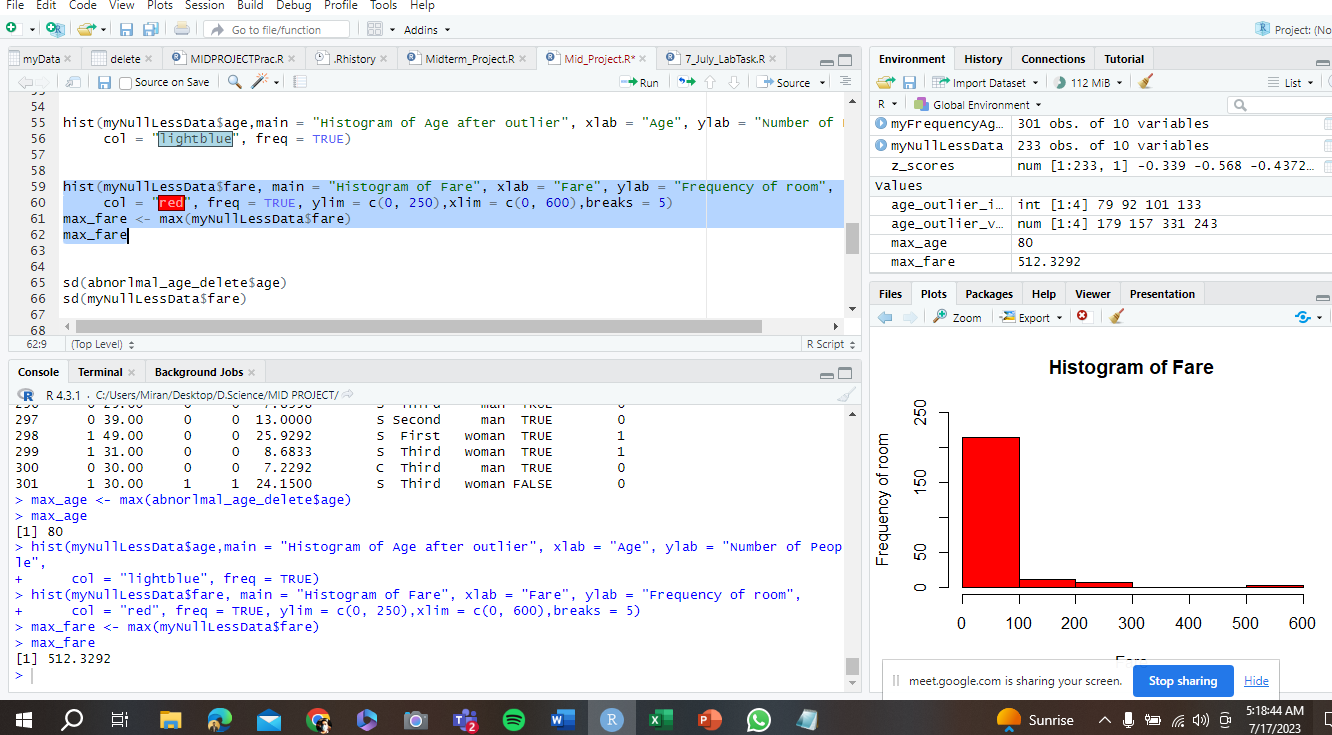 File Edit Code View Plots Session Build Debug Profile Tools Help
Go to file/function Addins Project: (No
myData delete MIDPROJECTPrac.R .Rhistory Midterm_Project.R Mid_Project.R* 7_July_LabTask.R
Source on Save Run Source
54
55 hist(myNullLessData$age,main = "Histogram of Age after outlier", xlab = "Age", ylab = "Number of
56 col = "lightblue", freq = TRUE)
57
58
59 hist(myNullLessData$fare, main = "Histogram of Fare", xlab = "Fare", ylab = "Frequency of room",
60 col = "red", freq = TRUE, ylim = c(0, 250),xlim = c(0, 600),breaks = 5)
61 max_fare <- max(myNullLessData$fare)
62 max_fare
63
64
65 sd(abnorlmal_age_delete$age)
66 sd(myNullLessData$fare)
67
68
62:9 (Top Level) R Script
Console Terminal Background Jobs
R 4.3.1 · C:/Users/Miran/Desktop/D.Science/MID PROJECT/
297 0 39.00 0 0 13.0000 S Second man TRUE 0
298 1 49.00 0 0 25.9292 S First woman TRUE 1
299 1 31.00 0 0 8.6833 S Third woman TRUE 1
300 0 30.00 0 0 7.2292 C Third man TRUE 0
301 1 30.00 1 1 24.1500 S Third woman FALSE 0
> max_age <- max(abnorlmal_age_delete$age)
> max_age
[1] 80
> hist(myNullLessData$age,main = "Histogram of Age after outlier", xlab = "Age", ylab = "Number of Peop
le",
+ col = "lightblue", freq = TRUE)
> hist(myNullLessData$fare, main = "Histogram of Fare", xlab = "Fare", ylab = "Frequency of room",
+ col = "red", freq = TRUE, ylim = c(0, 250),xlim = c(0, 600),breaks = 5)
> max_fare <- max(myNullLessData$fare)
> max_fare
[1] 512.3292
>
Environment History Connections Tutorial
Import Dataset 112 MiB List
R Global Environment
myFrequencyAg… 301 obs. of 10 variables
myNullLessData 233 obs. of 10 variables
z_scores num [1:233, 1] -0.339 -0.568 -0.4372…
Values
age_outlier_i… int [1:4] 79 92 101 133
age_outlier_v… num [1:4] 179 157 331 243
max_age 80
max_fare 512.3292
Files Plots Packages Help Viewer Presentation
Zoom Export
Histogram of Fare
Frequency of room
250
150
50
0
0 100 200 300 400 500 600
meet.google.com is sharing your screen. Stop sharing Hide
2
Sunrise
5:18:44 AM
7/17/2023